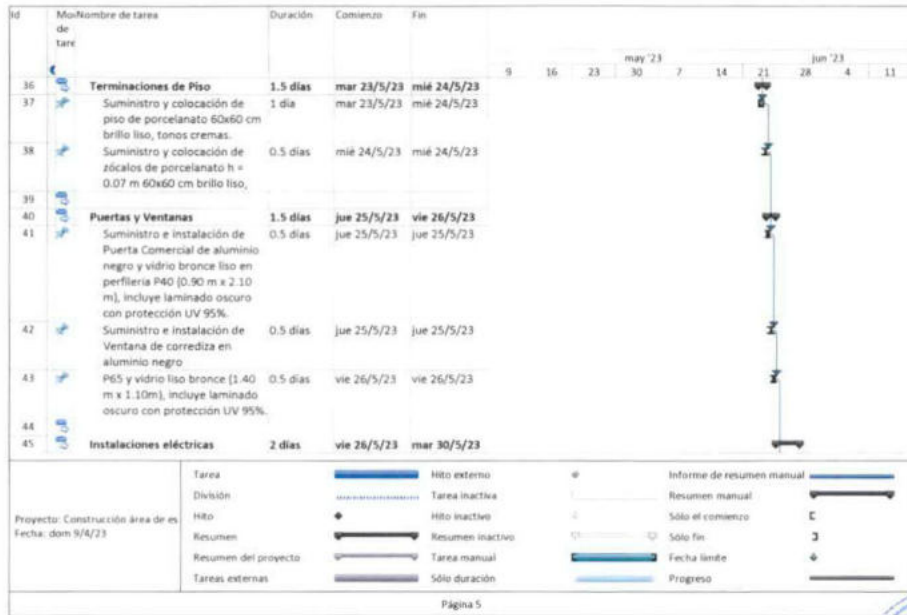 Id Mod Nombre de tarea Duración Comienzo Fin
de
tare
may '23 jun '23
9 16 23 30 7 14 21 28 4 11
36 Terminaciones de Piso 1.5 días mar 23/5/23 mié 24/5/23
37 Suministro y colocación de 1 día mar 23/5/23 mié 24/5/23
piso de porcelanato 60x60 cm
brillo liso, tonos cremas.
38 Suministro y colocación de 0.5 días mié 24/5/23 mié 24/5/23
zócalos de porcelanato h =
0.07 m 60x60 cm brillo liso,
39
40 Puertas y Ventanas 1.5 días jue 25/5/23 vie 26/5/23
41 Suministro e instalación de 0.5 días jue 25/5/23 jue 25/5/23
Puerta Comercial de aluminio
negro y vidrio bronce liso en
perfilería P40 (0.90 m x 2.10
m), incluye laminado oscuro
con protección UV 95%.
42 Suministro e instalación de 0.5 días jue 25/5/23 jue 25/5/23
Ventana de corrediza en
aluminio negro
43 P65 y vidrio liso bronce (1.40 0.5 días vie 26/5/23 vie 26/5/23
m x 1.10m), incluye laminado
oscuro con protección UV 95%.
44
45 Instalaciones eléctricas 2 días vie 26/5/23 mar 30/5/23
Proyecto: Construcción área de es
Fecha: dom 9/4/23
Tarea Hito externo Informe de resumen manual
División Tarea inactiva Resumen manual
Hito Hito inactivo Sólo el comienzo
Resumen Resumen inactivo Sólo fin
Resumen del proyecto Tarea manual Fecha límite
Tareas externas Sólo duración Progreso
Página 5